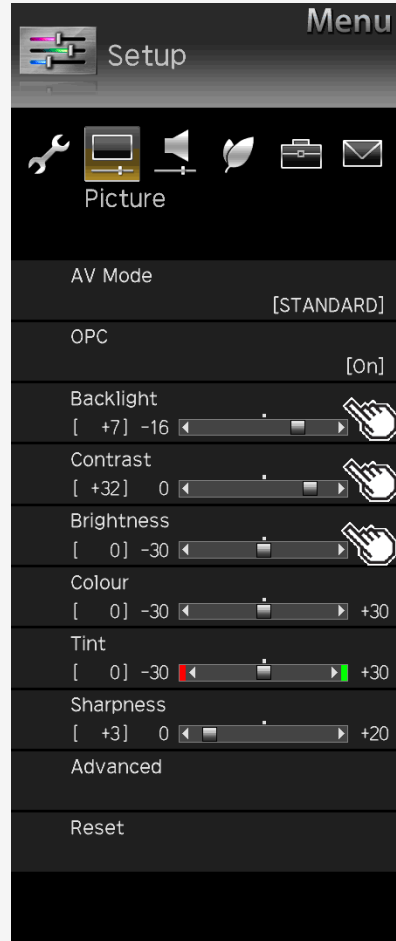 Menu
Setup
Picture
AV Mode
[STANDARD]
OPC
[On]
Backlight
[ +7] -16
Contrast
[ +32] 0
Brightness
[ 0] -30
Colour
[ 0] -30 +30
Tint
[ 0] -30 +30
Sharpness
[ +3] 0 +20
Advanced
Reset